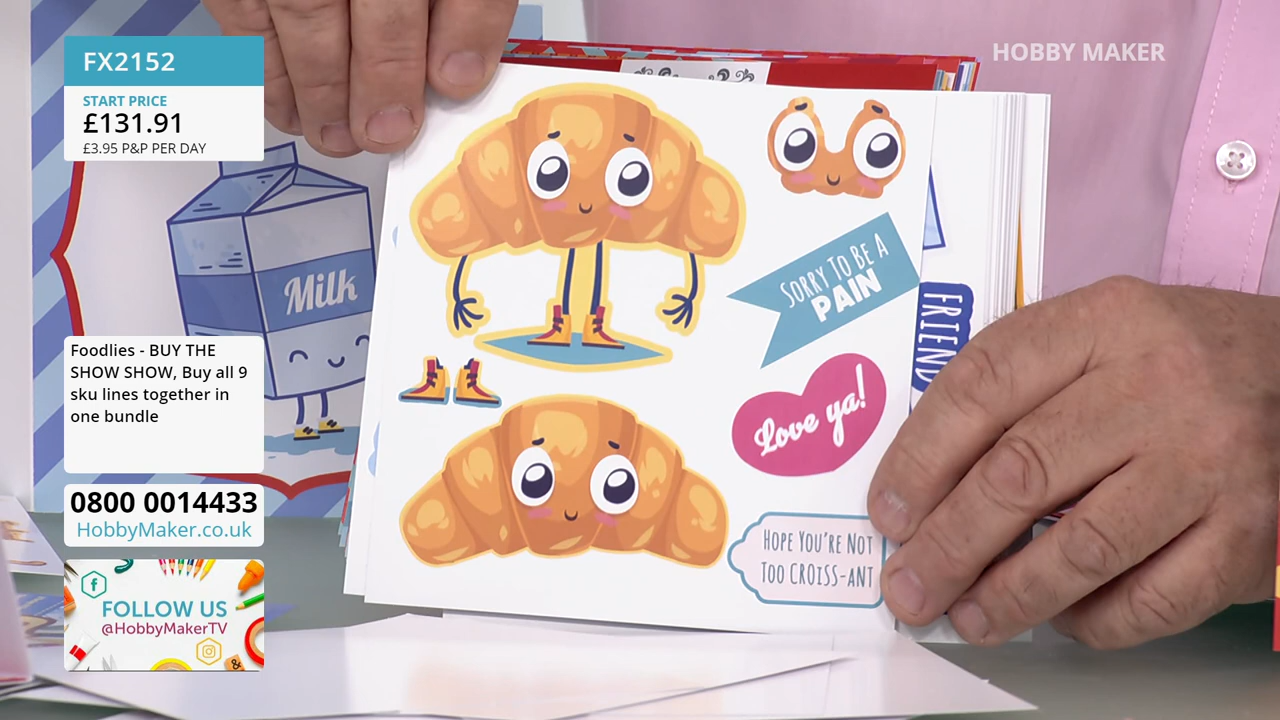 FX2152
START PRICE
£131.91
£3.95 P&P PER DAY
HOBBY MAKER
Milk
SORRY TO BE A
PAIN
FRIEND
Love ya!
HOPE YOU'RE NOT
TOO CROISS-ANT
Foodlies - BUY THE
SHOW SHOW, Buy all 9
sku lines together in
one bundle
0800 0014433
HobbyMaker.co.uk
FOLLOW US
@HobbyMakerTV